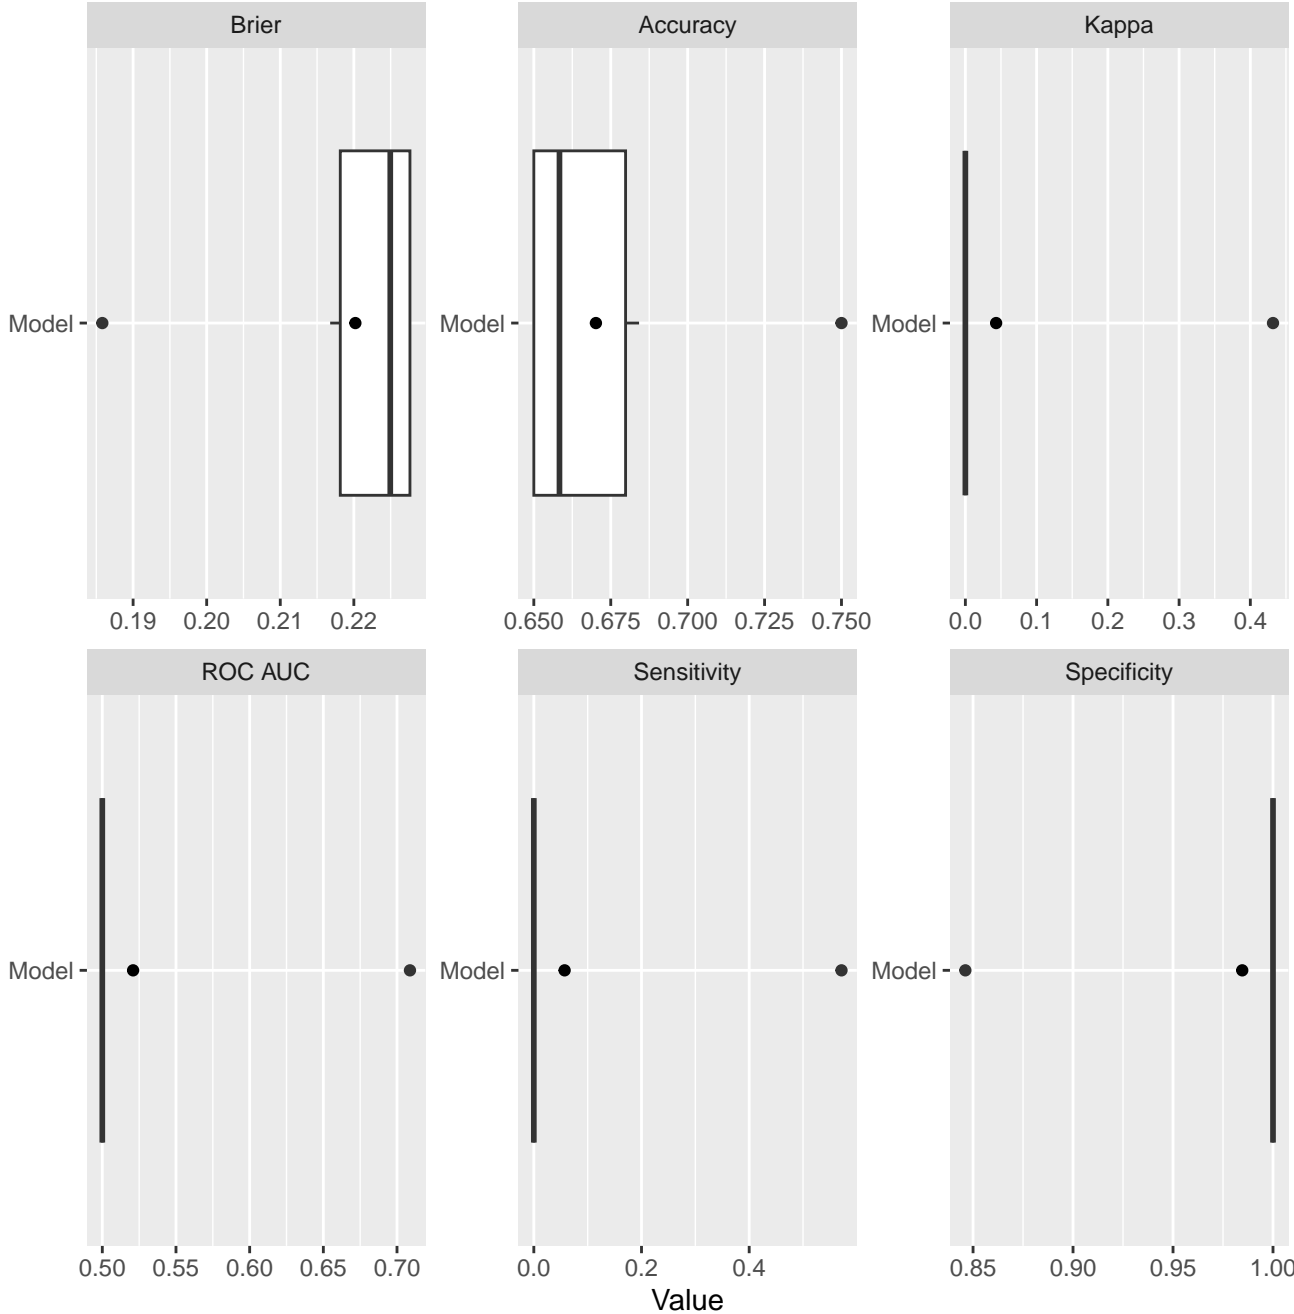 Brier Accuracy Kappa
Model Model Model
0.19 0.20 0.21 0.22 0.650 0.675 0.700 0.725 0.750 0.0 0.1 0.2 0.3 0.4
ROC AUC Sensitivity Specificity
Model Model Model
0.50 0.55 0.60 0.65 0.70 0.0 0.2 0.4 0.85 0.90 0.95 1.00
Value